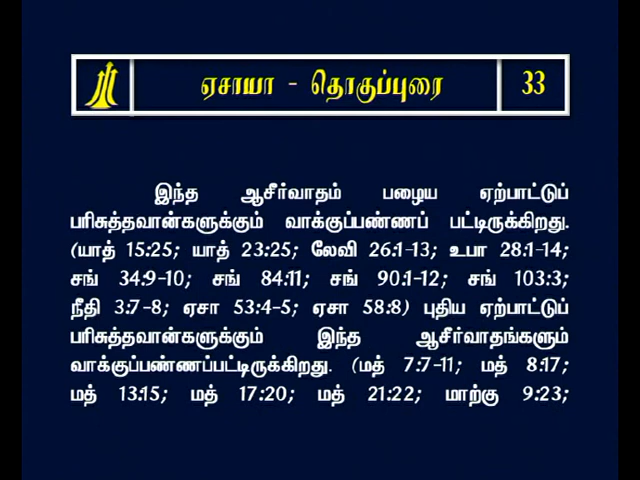 ஏசாயா - தொகுப்புரை 33
இந்த ஆசீர்வாதம் பழைய ஏற்பாட்டுப்
பரிசுத்தவான்களுக்கும் வாக்குப்பண்ணப் பட்டிருக்கிறது.
(யாத் 15:25; யாத் 23:25; லேவி 26:1-13; உபா 28:1-14;
சங் 34:9-10; சங் 84:11; சங் 90:1-12; சங் 103:3;
நீதி 3:7-8; ஏசா 53:4-5; ஏசா 58:8) புதிய ஏற்பாட்டுப்
பரிசுத்தவான்களுக்கும் இந்த ஆசீர்வாதங்களும்
வாக்குப்பண்ணப்பட்டிருக்கிறது. (மத் 7:7-11; மத் 8:17;
மத் 13:15; மத் 17:20; மத் 21:22; மாற்கு 9:23;